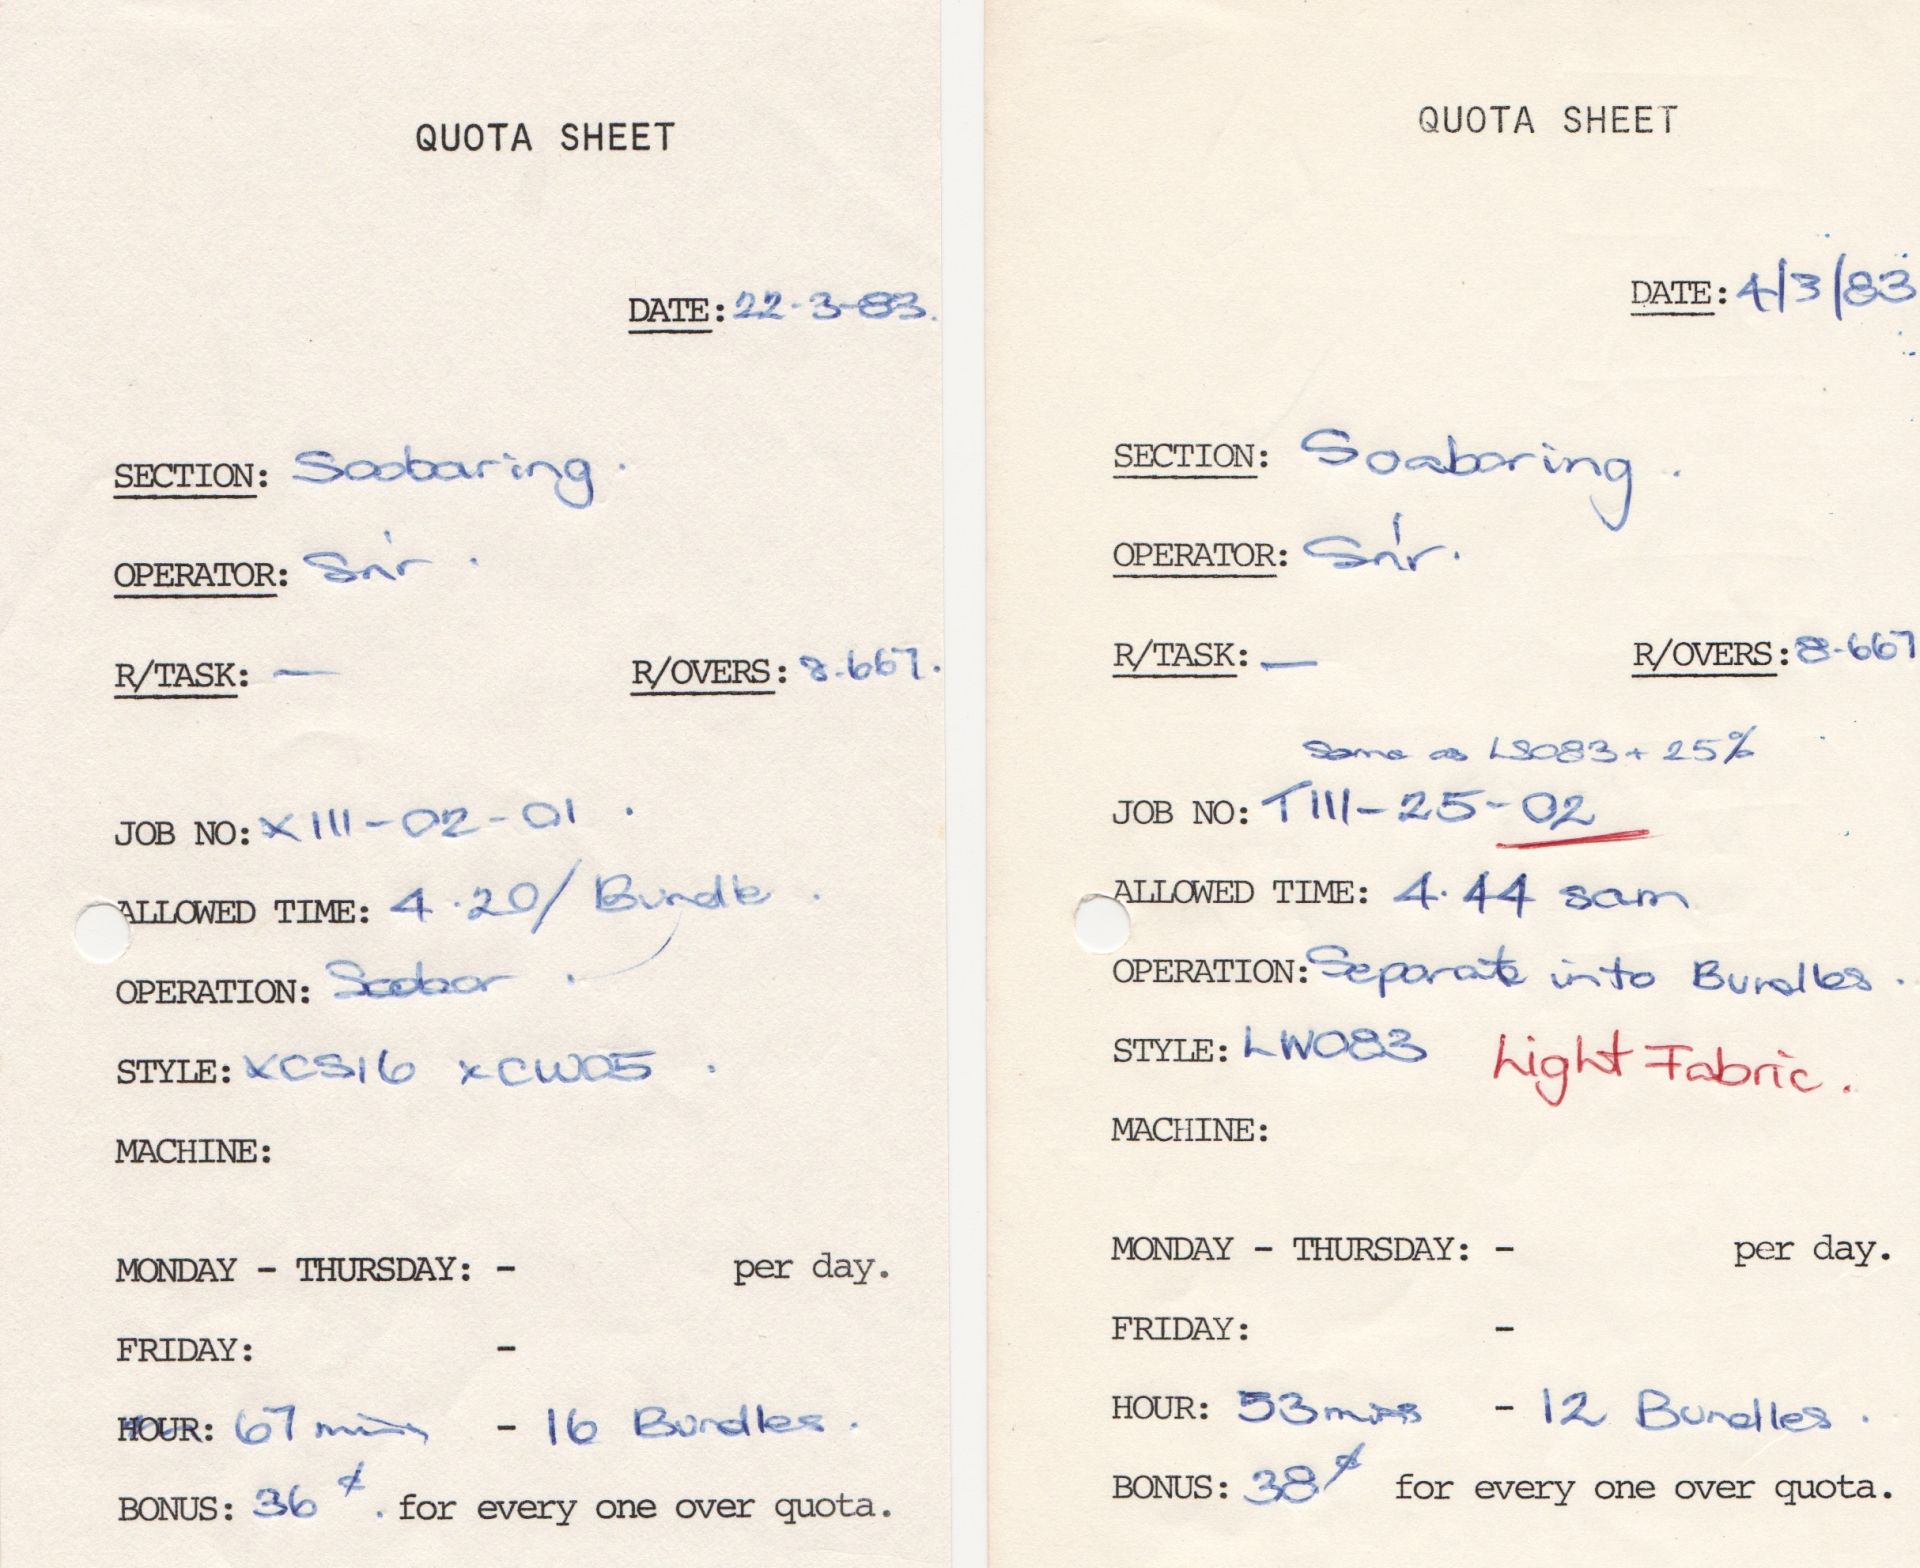 QUOTA SHEET
DATE: 22-3-83.
SECTION: Soabaring.
OPERATOR: Sn'r.
R/TASK: — R/OVERS: 8.667.
JOB NO: X111-02-01.
ALLOWED TIME: 4.20/Bundle.
OPERATION: Soabar.
STYLE: XCS16 XCW05.
MACHINE:
MONDAY - THURSDAY: - per day.
FRIDAY: -
HOUR: 67 mins - 16 Bundles.
BONUS: 36¢. for every one over quota.
QUOTA SHEET
DATE: 4/3/83
SECTION: Soabaring.
OPERATOR: Sn'r.
R/TASK: — R/OVERS: 8.667
same as LS083 + 25%
JOB NO: T111-25-02
ALLOWED TIME: 4.44 sam
OPERATION: Separate into Bundles.
STYLE: LW083 Light Fabric.
MACHINE:
MONDAY - THURSDAY: - per day.
FRIDAY: -
HOUR: 53 mins - 12 Bundles.
BONUS: 38¢ for every one over quota.